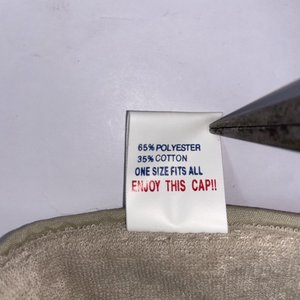 65% POLYESTER
35% COTTON
ONE SIZE FITS ALL
ENJOY THIS CAP!!